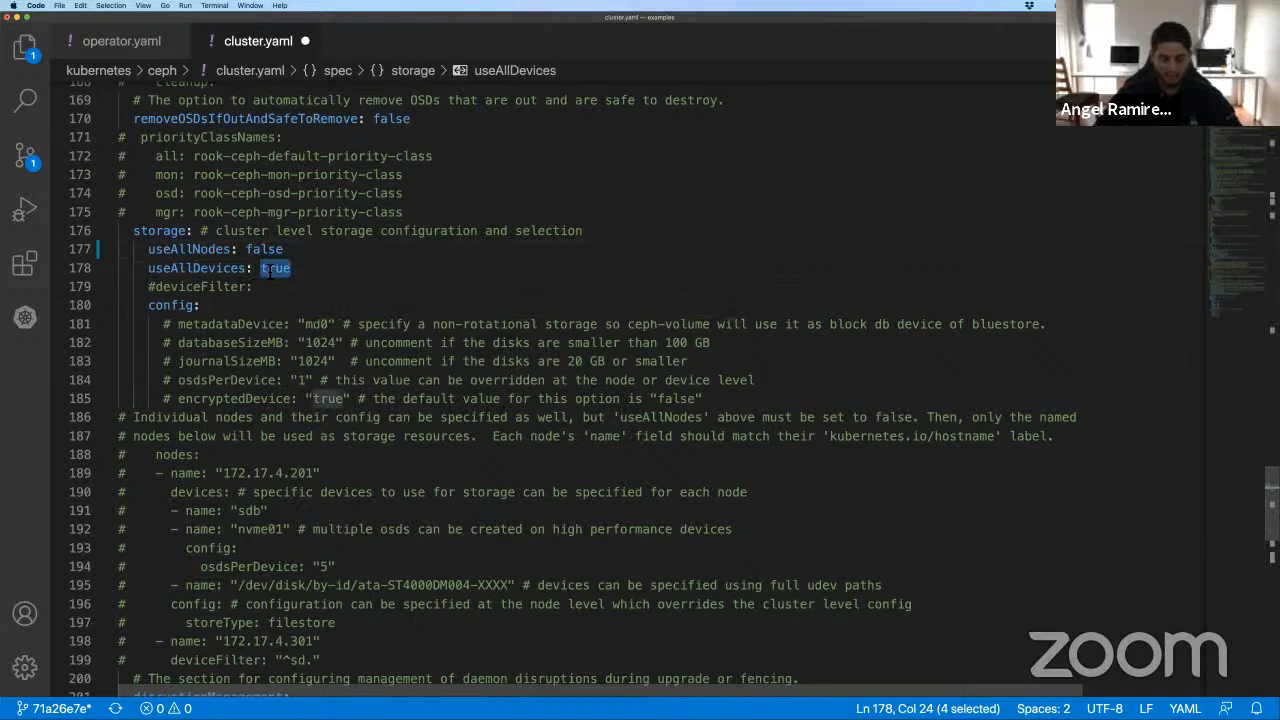 Code File Edit Selection View Go Run Terminal Window Help
cluster.yaml — examples
operator.yaml
! cluster.yaml
kubernetes > ceph > ! cluster.yaml > {} spec > {} storage > useAllDevices
168 # cleanup:
169 # The option to automatically remove OSDs that are out and are safe to destroy.
170 removeOSDsIfOutAndSafeToRemove: false
171 # priorityClassNames:
172 # all: rook-ceph-default-priority-class
173 # mon: rook-ceph-mon-priority-class
174 # osd: rook-ceph-osd-priority-class
175 # mgr: rook-ceph-mgr-priority-class
176 storage: # cluster level storage configuration and selection
177 useAllNodes: false
178 useAllDevices: true
179 #deviceFilter:
180 config:
181 # metadataDevice: "md0" # specify a non-rotational storage so ceph-volume will use it as block db device of bluestore.
182 # databaseSizeMB: "1024" # uncomment if the disks are smaller than 100 GB
183 # journalSizeMB: "1024" # uncomment if the disks are 20 GB or smaller
184 # osdsPerDevice: "1" # this value can be overridden at the node or device level
185 # encryptedDevice: "true" # the default value for this option is "false"
186 # Individual nodes and their config can be specified as well, but 'useAllNodes' above must be set to false. Then, only the named
187 # nodes below will be used as storage resources. Each node's 'name' field should match their 'kubernetes.io/hostname' label.
188 # nodes:
189 # - name: "172.17.4.201"
190 # devices: # specific devices to use for storage can be specified for each node
191 # - name: "sdb"
192 # - name: "nvme01" # multiple osds can be created on high performance devices
193 # config:
194 # osdsPerDevice: "5"
195 # - name: "/dev/disk/by-id/ata-ST4000DM004-XXXX" # devices can be specified using full udev paths
196 # config: # configuration can be specified at the node level which overrides the cluster level config
197 # storeType: filestore
198 # - name: "172.17.4.301"
199 # deviceFilter: "^sd."
200 # The section for configuring management of daemon disruptions during upgrade or fencing.
201 disruptionManagement:
1
1
Angel Ramire...
zoom
71a26e7e* 0 0 Ln 178, Col 24 (4 selected) Spaces: 2 UTF-8 LF YAML